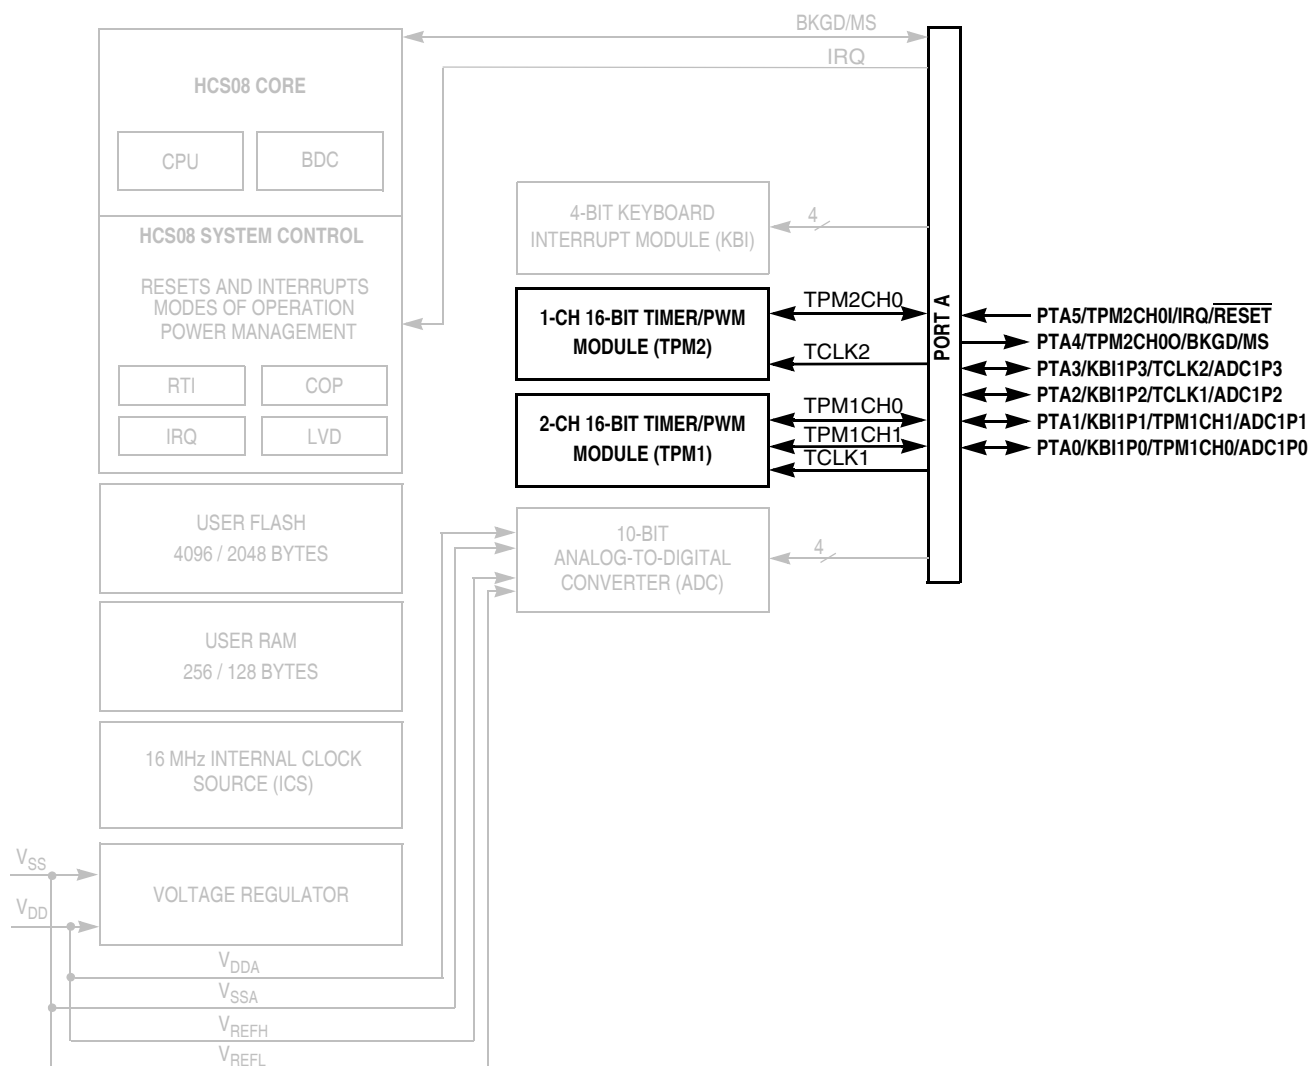 BKGD/MS
IRQ
HCS08 CORE
CPU
BDC
HCS08 SYSTEM CONTROL
RESETS AND INTERRUPTS
MODES OF OPERATION
POWER MANAGEMENT
RTI
COP
IRQ
LVD
USER FLASH
4096 / 2048 BYTES
USER RAM
256 / 128 BYTES
16 MHz INTERNAL CLOCK
SOURCE (ICS)
VOLTAGE REGULATOR
VSS
VDD
VDDA
VSSA
VREFH
VREFL
4-BIT KEYBOARD
INTERRUPT MODULE (KBI)
4
1-CH 16-BIT TIMER/PWM
MODULE (TPM2)
TPM2CH0
TCLK2
2-CH 16-BIT TIMER/PWM
MODULE (TPM1)
TPM1CH0
TPM1CH1
TCLK1
10-BIT
ANALOG-TO-DIGITAL
CONVERTER (ADC)
4
PORT A
PTA5/TPM2CH0I/IRQ/RESET
PTA4/TPM2CH0O/BKGD/MS
PTA3/KBI1P3/TCLK2/ADC1P3
PTA2/KBI1P2/TCLK1/ADC1P2
PTA1/KBI1P1/TPM1CH1/ADC1P1
PTA0/KBI1P0/TPM1CH0/ADC1P0